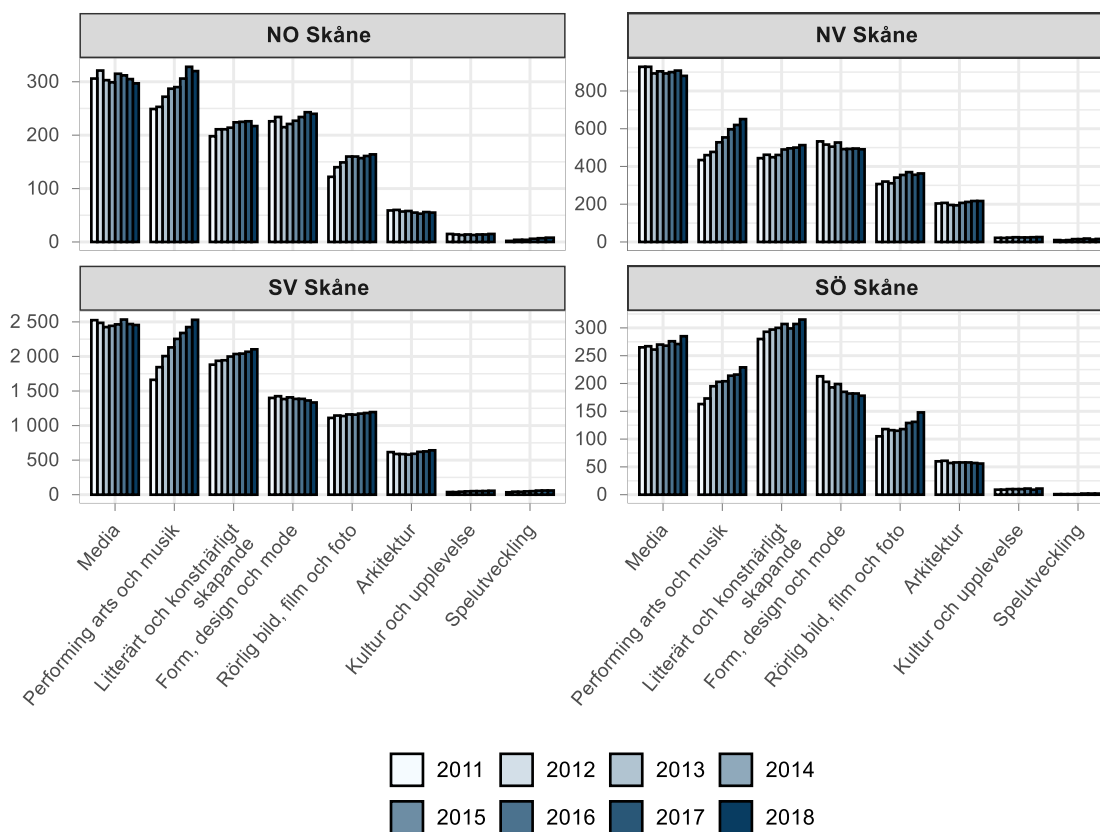 NO Skåne
NV Skåne
300
200
100
0
800
600
400
200
0
SV Skåne
SÖ Skåne
2 500
2 000
1 500
1 000
500
0
300
250
200
150
100
50
0
Media
Performing arts och musik
Litterärt och konstnärligt
skapande
Form, design och mode
Rörlig bild, film och foto
Arkitektur
Kultur och upplevelse
Spelutveckling
Media
Performing arts och musik
Litterärt och konstnärligt
skapande
Form, design och mode
Rörlig bild, film och foto
Arkitektur
Kultur och upplevelse
Spelutveckling
2011 2012 2013 2014
2015 2016 2017 2018